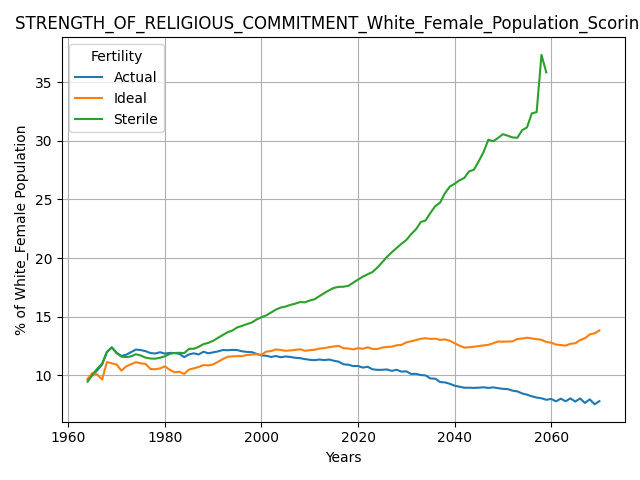 STRENGTH_OF_RELIGIOUS_COMMITMENT_White_Female_Population_Scorin
Fertility
Actual
Ideal
Sterile
% of White_Female Population
35
30
25
20
15
10
1960 1980 2000 2020 2040 2060
Years